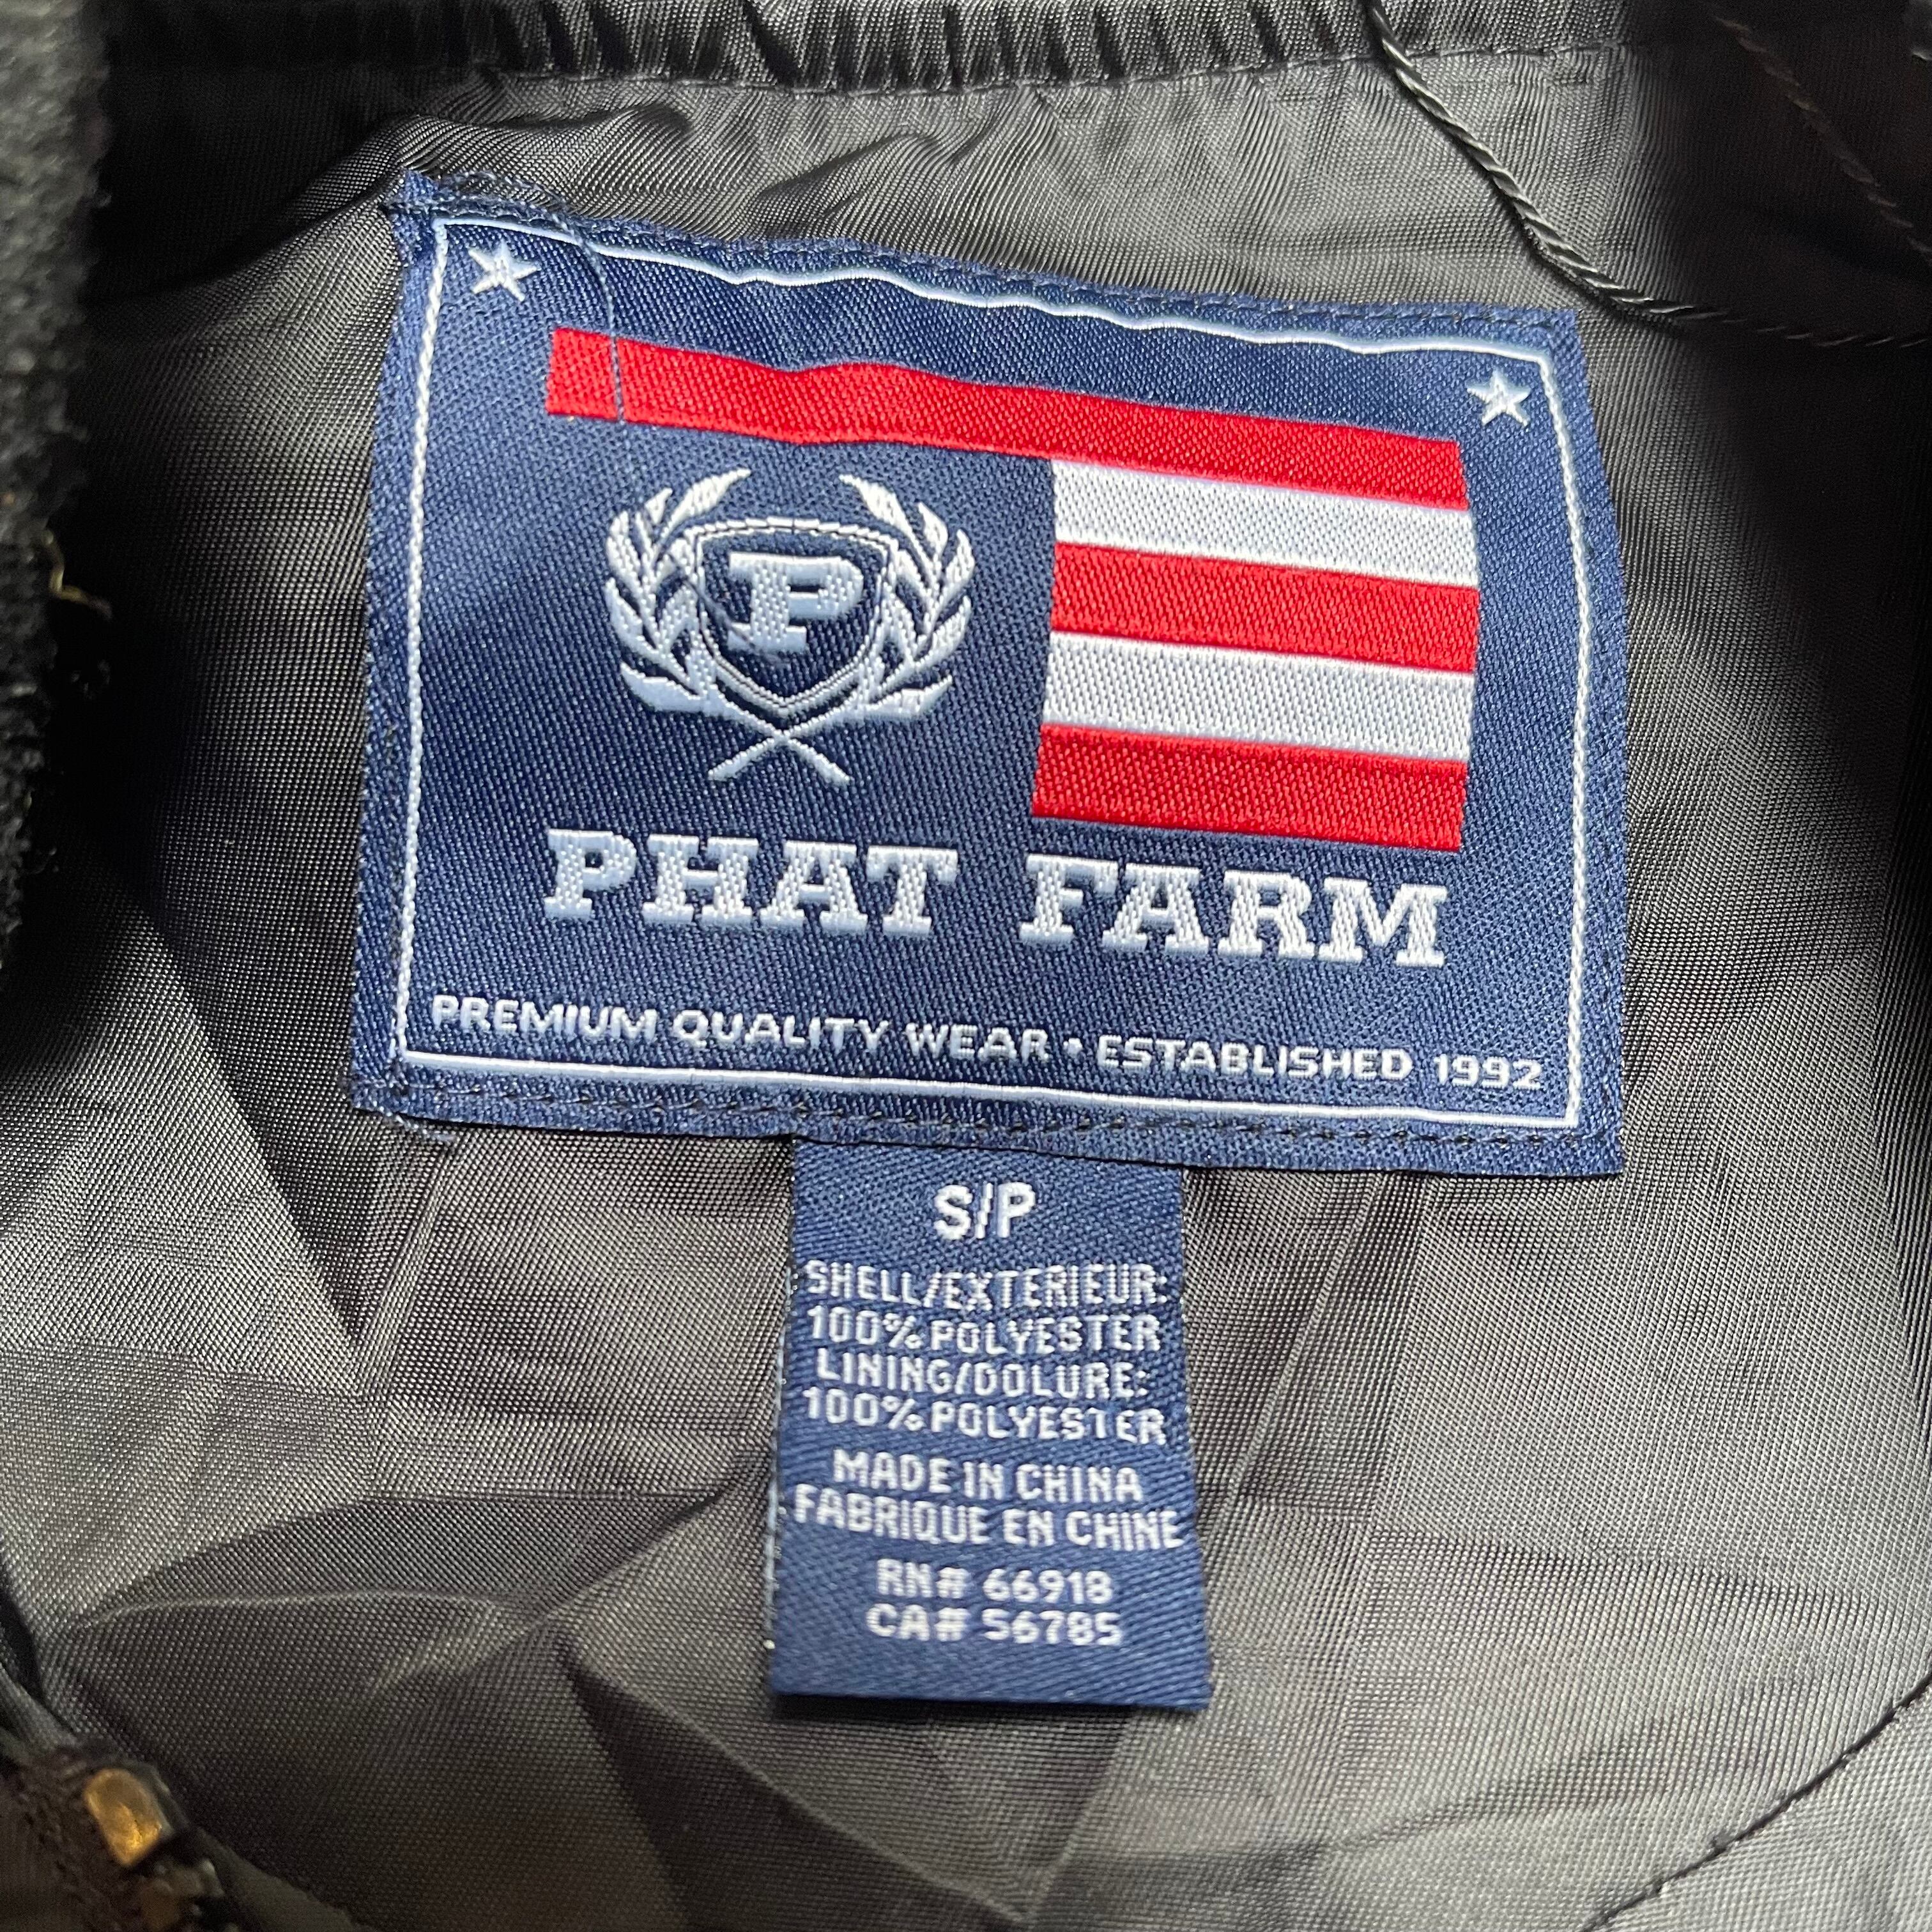 P
PHAT FARM
PREMIUM QUALITY WEAR • ESTABLISHED 1992
S/P
SHELL/EXTERIEUR:
100% POLYESTER
LINING/DOLURE:
100% POLYESTER
MADE IN CHINA
FABRIQUE EN CHINE
RN# 66918
CA# 56785